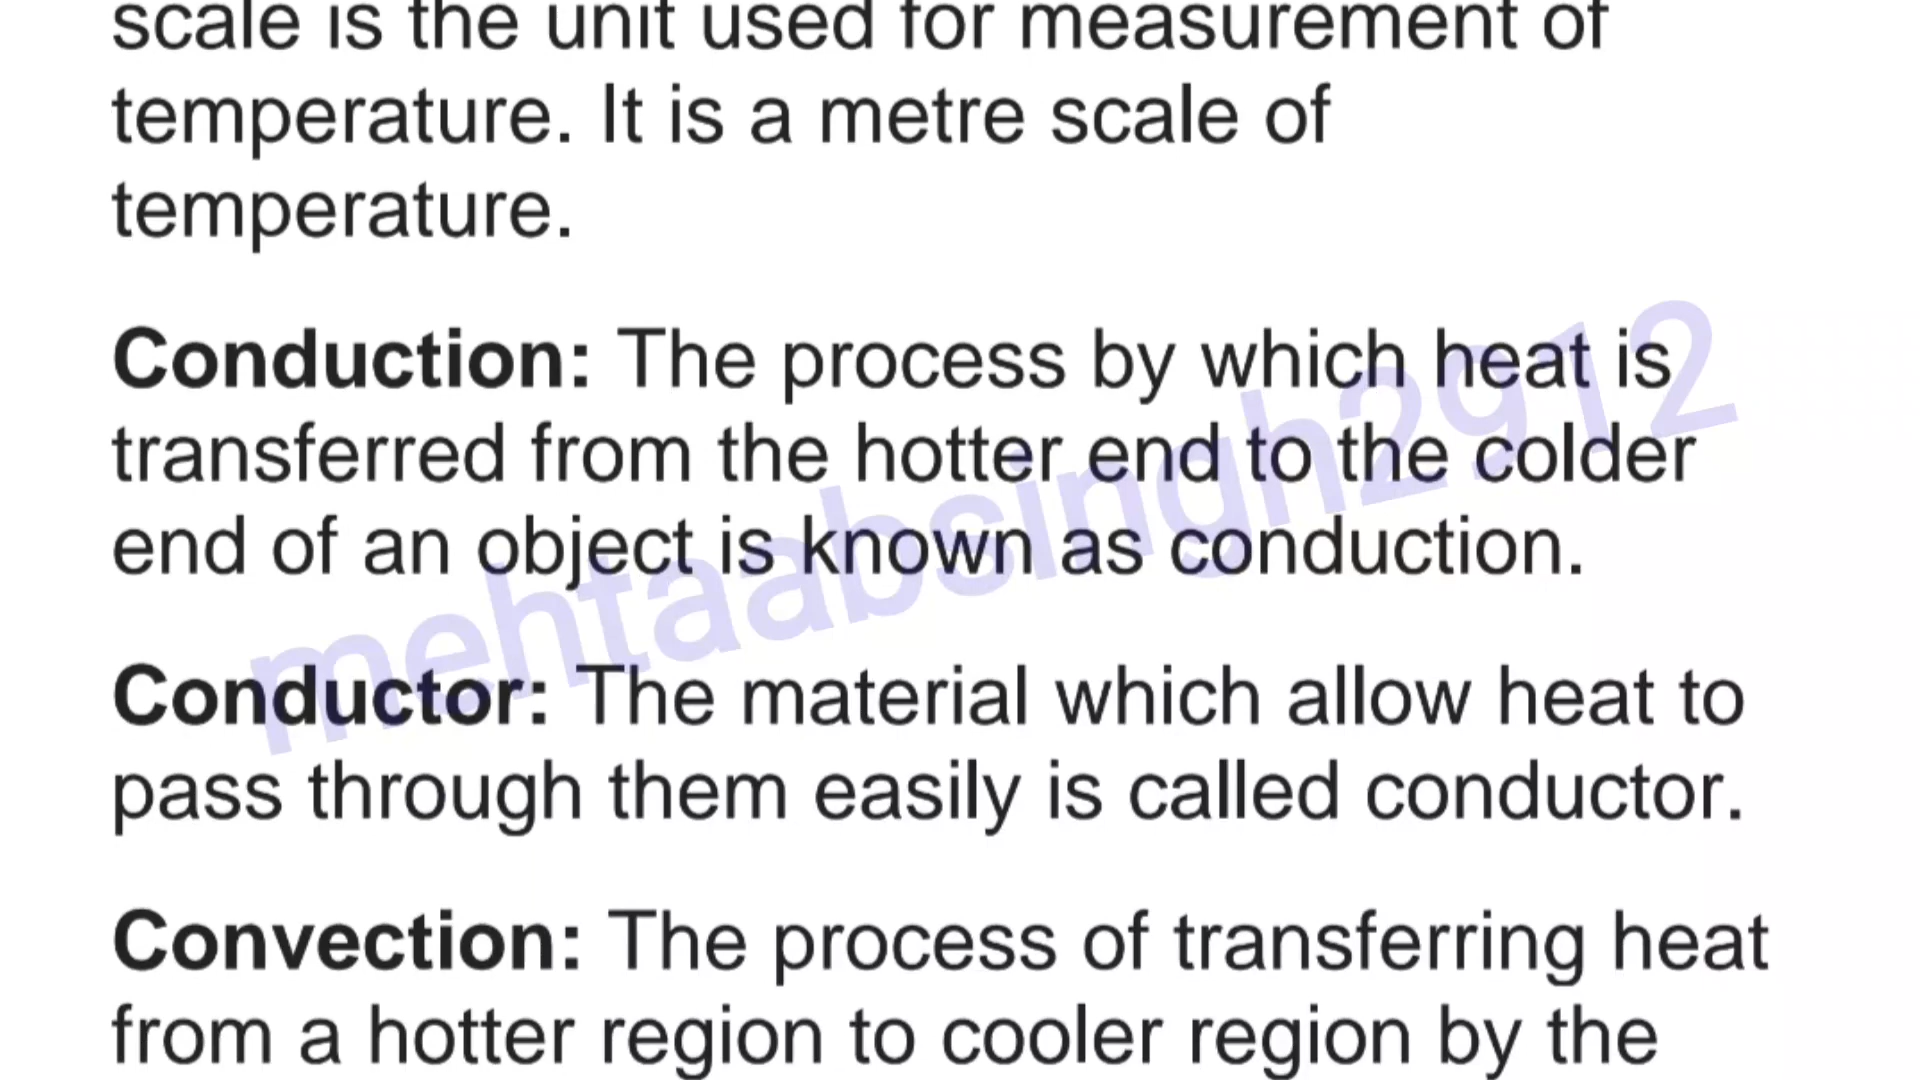 scale is the unit used for measurement of
temperature. It is a metre scale of
temperature.
Conduction: The process by which heat is
transferred from the hotter end to the colder
end of an object is known as conduction.
mehtaabsingh2912
Conductor: The material which allow heat to
pass through them easily is called conductor.
Convection: The process of transferring heat
from a hotter region to cooler region by the